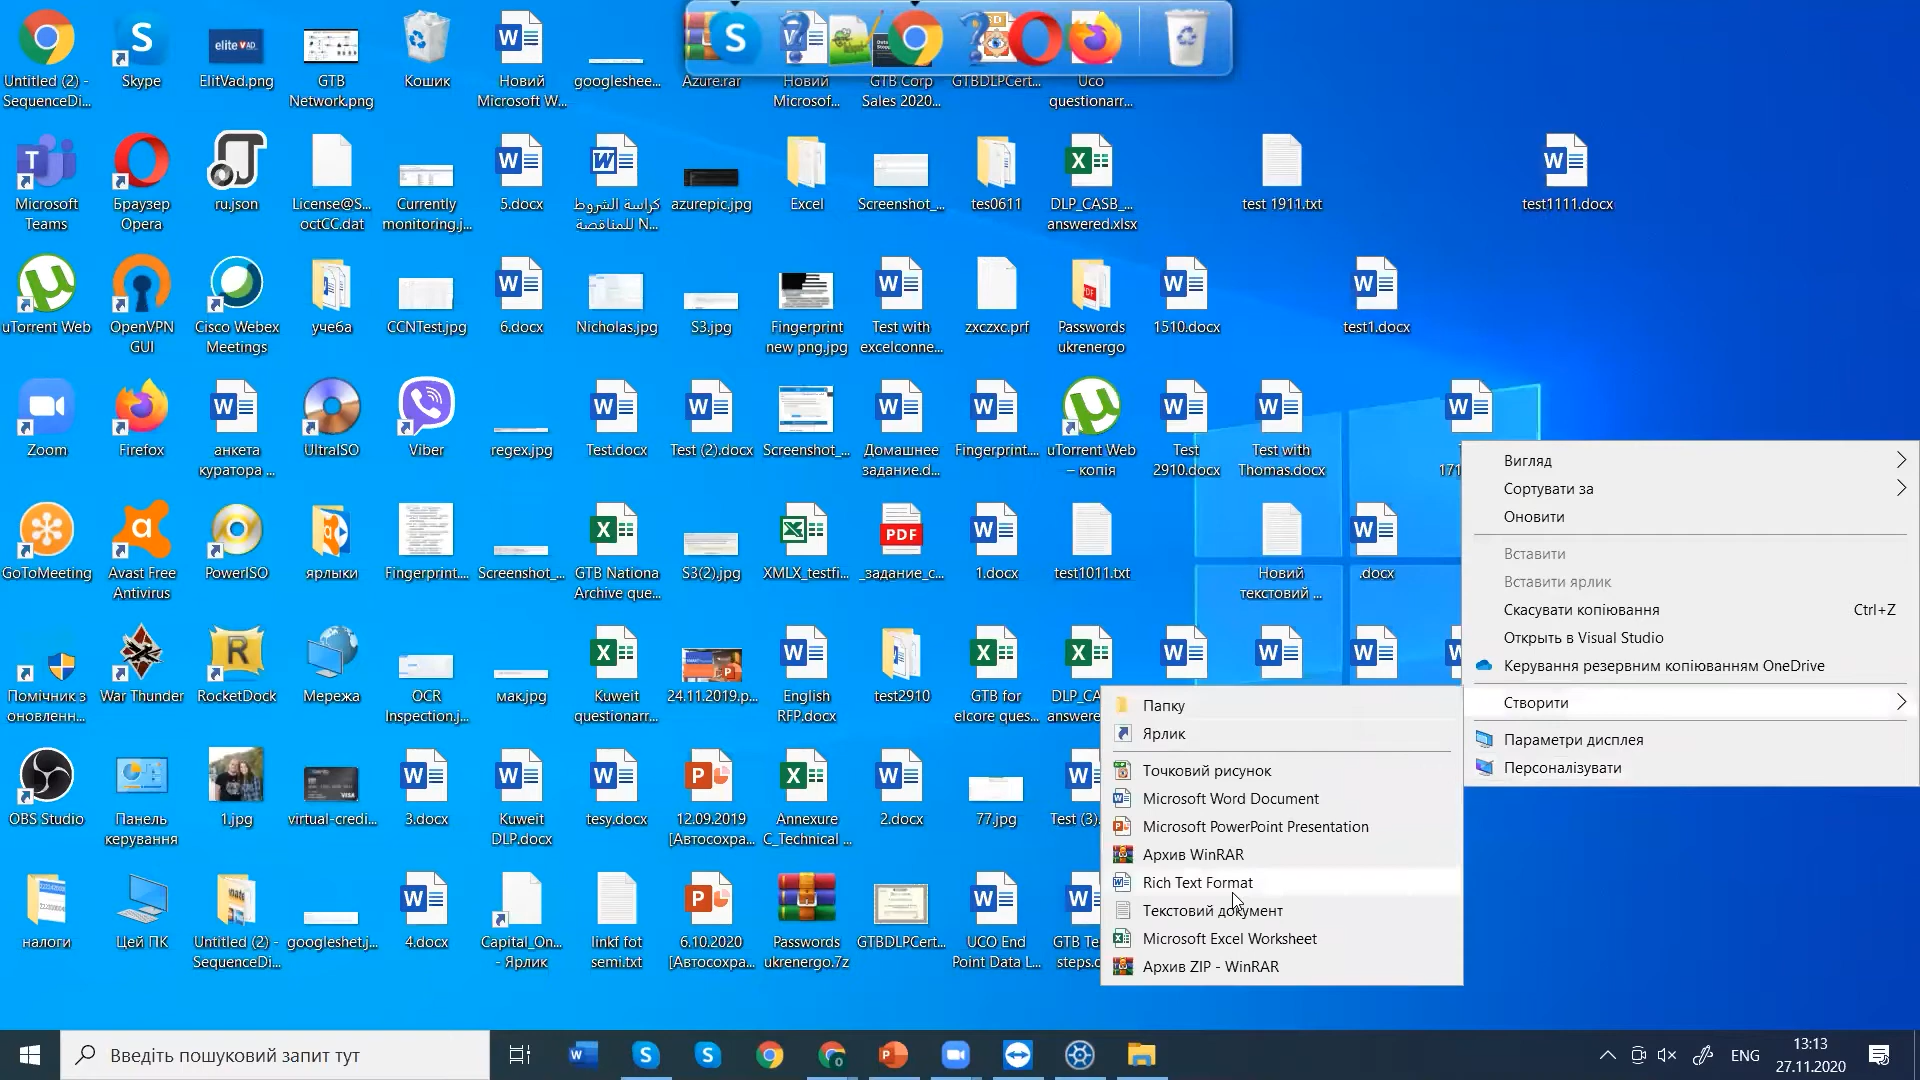 Untitled (2) -
SequenceDi...
Skype
ElitVad.png
GTB
Network.png
Кошик
Новий
Microsoft W...
googleshee...
Azure.rar
Новий
Microsof...
GTB Corp
Sales 2020...
GTBDLPCert...
Uco
questionarr...
Microsoft
Teams
Браузер
Opera
ru.json
License@S...
octCC.dat
Currently
monitoring.j...
5.docx
كراسة الشروط
للمناقصة N...
azurepic.jpg
Excel
Screenshot_...
tes0611
DLP_CASB_...
answered.xlsx
test 1911.txt
test1111.docx
uTorrent Web
OpenVPN
GUI
Cisco Webex
Meetings
учеба
CCNTest.jpg
6.docx
Nicholas.jpg
S3.jpg
Fingerprint
new png.jpg
Test with
excelconne...
zxczxc.prf
Passwords
ukrenergo
1510.docx
test1.docx
Zoom
Firefox
анкета
куратора ...
UltraISO
Viber
regex.jpg
Test.docx
Test (2).docx
Screenshot_...
Домашнее
задание.d...
Fingerprint....
uTorrent Web
– копія
Test
2910.docx
Test with
Thomas.docx
GoToMeeting
Avast Free
Antivirus
PowerISO
ярлыки
Fingerprint...
Screenshot_...
GTB Nationa
Archive que...
S3(2).jpg
XMLX_testfi...
_задание_с...
1.docx
test1011.txt
Новий
текстовий ...
.docx
Помічник з
оновленн...
War Thunder
RocketDock
Мережа
OCR
Inspection.j...
мак.jpg
Kuweit
questionarr...
24.11.2019.p...
English
RFP.docx
test2910
GTB for
elcore ques...
DLP_CA
answere
OBS Studio
Панель
керування
1.jpg
virtual-credi...
3.docx
Kuweit
DLP.docx
tesy.docx
12.09.2019
[Автосохра...
Annexure
C_Technical ...
2.docx
77.jpg
Test (3).
налоги
Цей ПК
Untitled (2) -
SequenceDi...
googleshet.j...
4.docx
Capital_On...
- Ярлик
linkf fot
semi.txt
6.10.2020
[Автосохра...
Passwords
ukrenergo.7z
GTBDLPCert...
UCO End
Point Data L...
GTB Te
steps.
Вигляд
Сортувати за
Оновити
Вставити
Вставити ярлик
Скасувати копіювання Ctrl+Z
Открыть в Visual Studio
Керування резервним копіюванням OneDrive
Створити
Параметри дисплея
Персоналізувати
Папку
Ярлик
Точковий рисунок
Microsoft Word Document
Microsoft PowerPoint Presentation
Архив WinRAR
Rich Text Format
Текстовий документ
Microsoft Excel Worksheet
Архив ZIP - WinRAR
Введіть пошуковий запит тут
ENG
13:13
27.11.2020